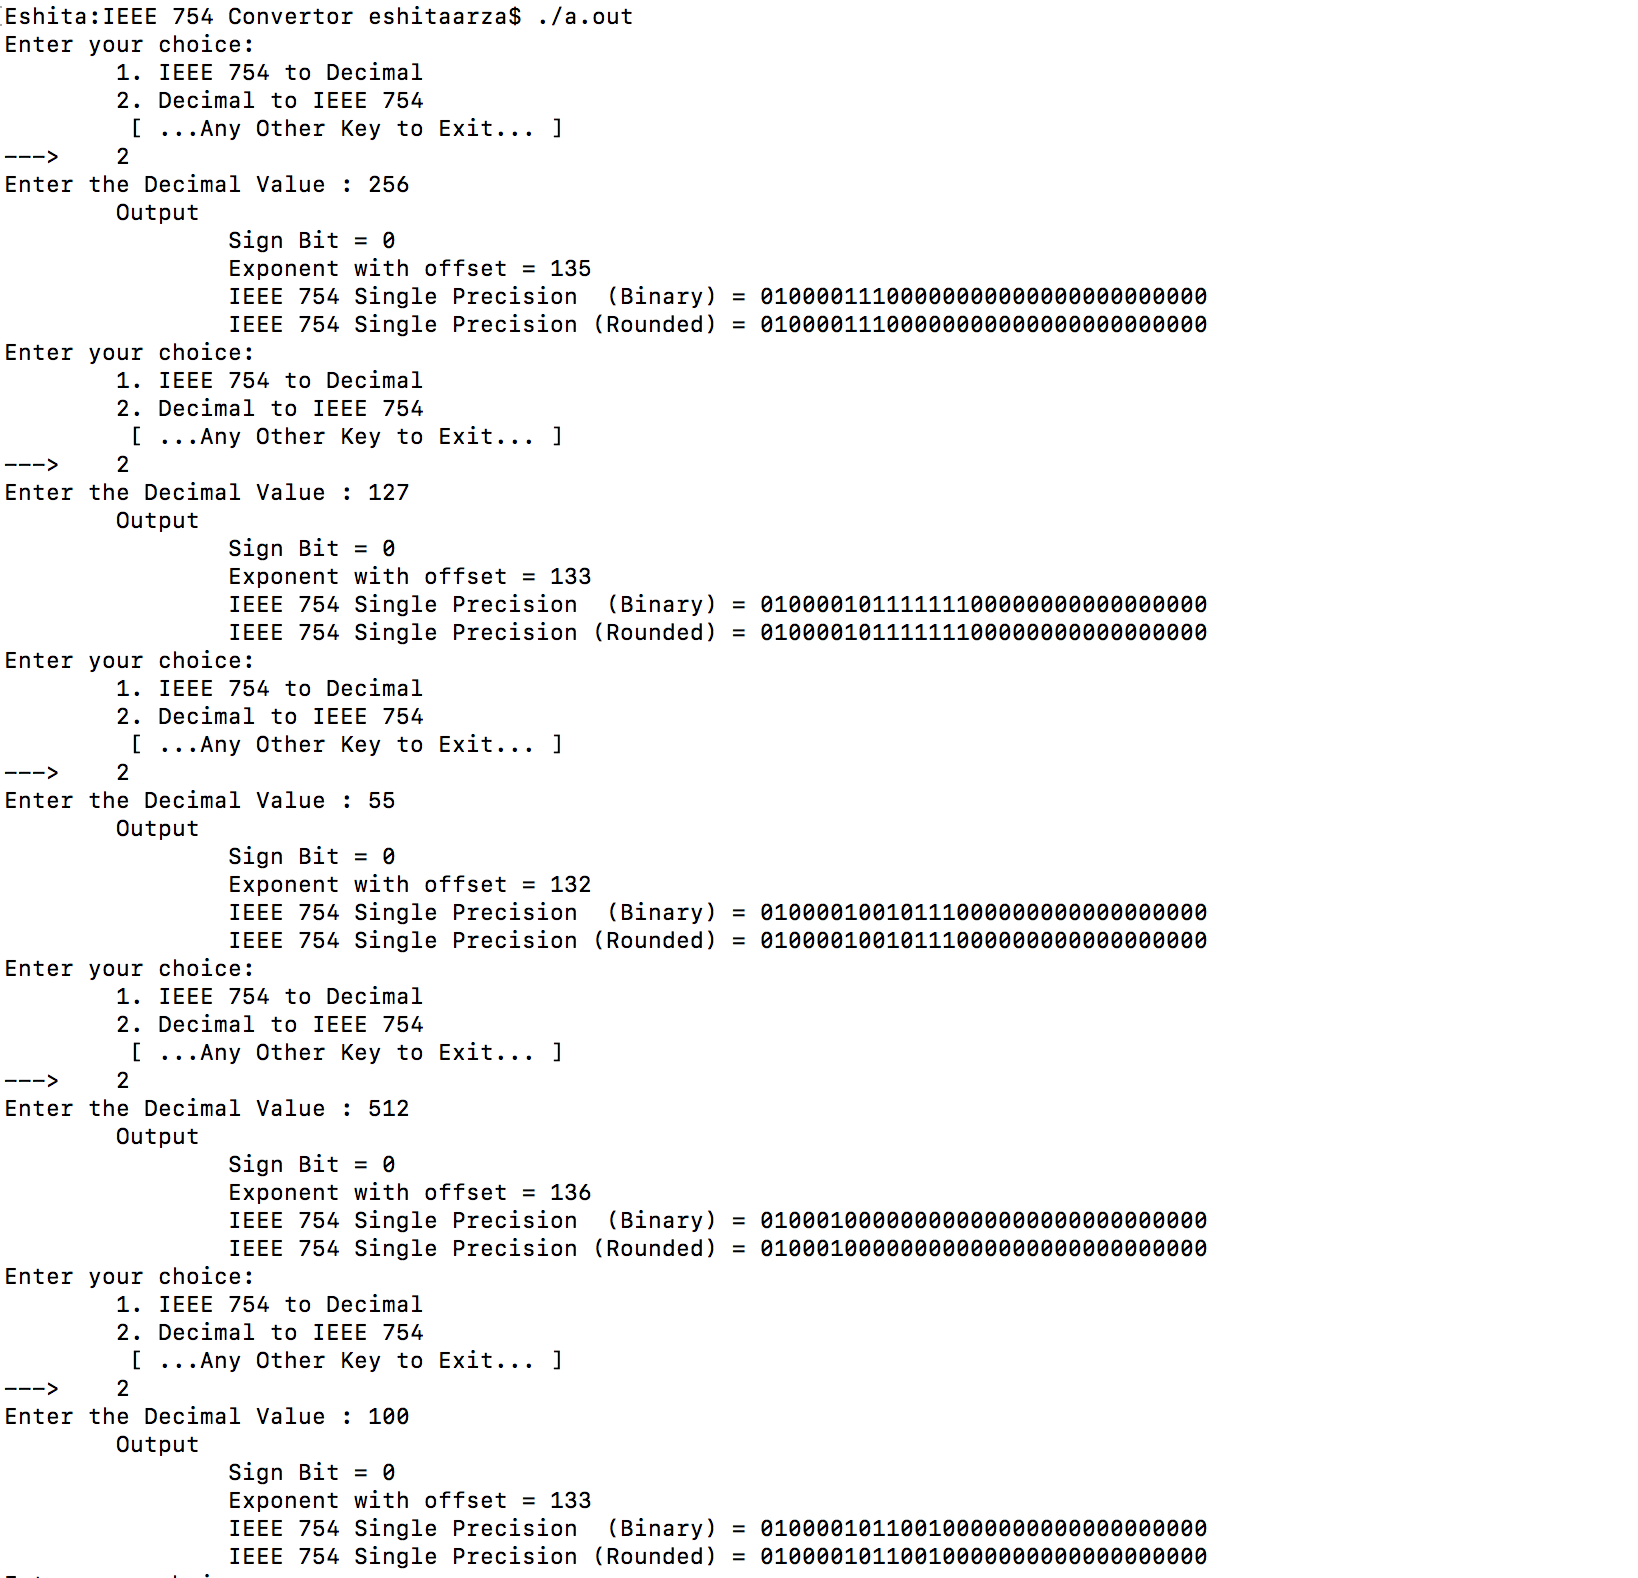 Eshita:IEEE 754 Convertor eshitaarza$ ./a.out
Enter your choice:
1. IEEE 754 to Decimal
2. Decimal to IEEE 754
[ ...Any Other Key to Exit... ]
---> 2
Enter the Decimal Value : 256
Output
Sign Bit = 0
Exponent with offset = 135
IEEE 754 Single Precision (Binary) = 01000011100000000000000000000000
IEEE 754 Single Precision (Rounded) = 01000011100000000000000000000000
Enter your choice:
1. IEEE 754 to Decimal
2. Decimal to IEEE 754
[ ...Any Other Key to Exit... ]
---> 2
Enter the Decimal Value : 127
Output
Sign Bit = 0
Exponent with offset = 133
IEEE 754 Single Precision (Binary) = 01000010111111100000000000000000
IEEE 754 Single Precision (Rounded) = 01000010111111100000000000000000
Enter your choice:
1. IEEE 754 to Decimal
2. Decimal to IEEE 754
[ ...Any Other Key to Exit... ]
---> 2
Enter the Decimal Value : 55
Output
Sign Bit = 0
Exponent with offset = 132
IEEE 754 Single Precision (Binary) = 01000010010111000000000000000000
IEEE 754 Single Precision (Rounded) = 01000010010111000000000000000000
Enter your choice:
1. IEEE 754 to Decimal
2. Decimal to IEEE 754
[ ...Any Other Key to Exit... ]
---> 2
Enter the Decimal Value : 512
Output
Sign Bit = 0
Exponent with offset = 136
IEEE 754 Single Precision (Binary) = 01000100000000000000000000000000
IEEE 754 Single Precision (Rounded) = 01000100000000000000000000000000
Enter your choice:
1. IEEE 754 to Decimal
2. Decimal to IEEE 754
[ ...Any Other Key to Exit... ]
---> 2
Enter the Decimal Value : 100
Output
Sign Bit = 0
Exponent with offset = 133
IEEE 754 Single Precision (Binary) = 01000010110010000000000000000000
IEEE 754 Single Precision (Rounded) = 01000010110010000000000000000000